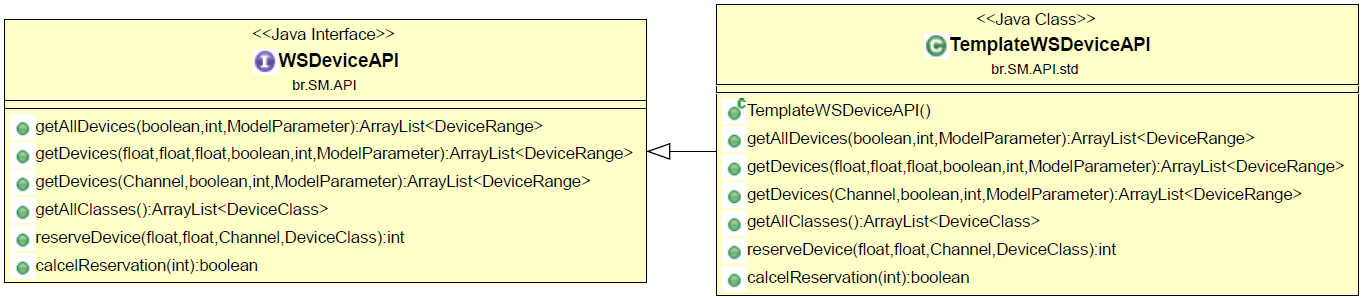 <<Java Interface>>
WSDeviceAPI
br.SM.API
getAllDevices(boolean,int,ModelParameter):ArrayList<DeviceRange>
getDevices(float,float,float,boolean,int,ModelParameter):ArrayList<DeviceRange>
getDevices(Channel,boolean,int,ModelParameter):ArrayList<DeviceRange>
getAllClasses():ArrayList<DeviceClass>
reserveDevice(float,float,Channel,DeviceClass):int
calcelReservation(int):boolean
<<Java Class>>
TemplateWSDeviceAPI
br.SM.API.std
TemplateWSDeviceAPI()
getAllDevices(boolean,int,ModelParameter):ArrayList<DeviceRange>
getDevices(float,float,float,boolean,int,ModelParameter):ArrayList<DeviceRange>
getDevices(Channel,boolean,int,ModelParameter):ArrayList<DeviceRange>
getAllClasses():ArrayList<DeviceClass>
reserveDevice(float,float,Channel,DeviceClass):int
calcelReservation(int):boolean